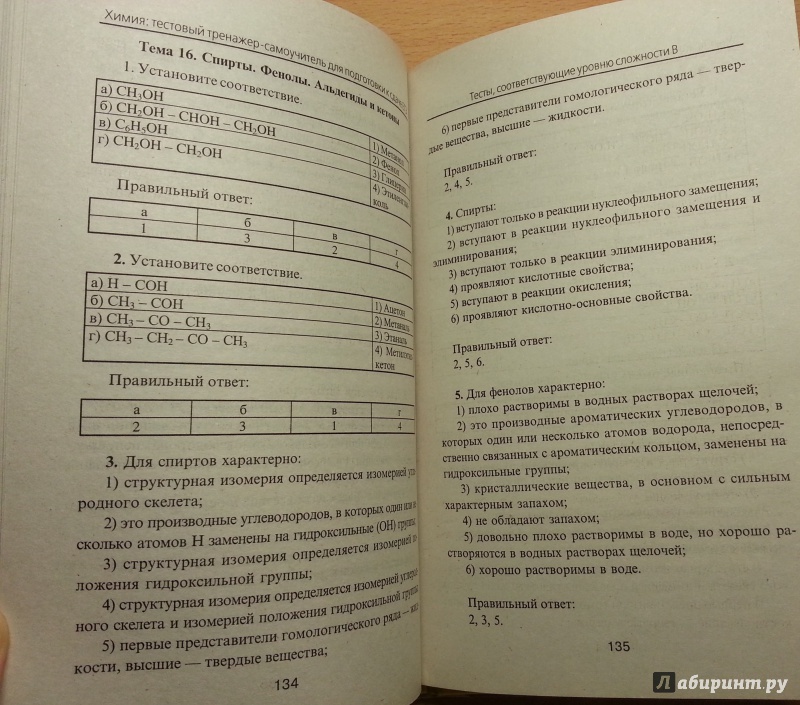 Химия: тестовый тренажер-самоучитель для подготовки к
Тема 16. Спирты. Фенолы. Альдегиды и кетоны
1. Установите соответствие.
а) CH₃OH
б) CH₂OH – CHOH – CH₂OH
в) C₆H₅OH
г) CH₂OH – CH₂OH
1)
2) Фенол
3)
4)
коль
Правильный ответ:
а б в г
1 3 2 4
2. Установите соответствие.
а) H – COH
б) CH₃ – COH
в) CH₃ – CO – CH₃
г) CH₃ – CH₂ – CO – CH₃
1) Ацетон
2) Метаналь
3) Этаналь
4)
кетон
Правильный ответ:
а б в г
2 3 1 4
3. Для спиртов характерно:
1) структурная изомерия определяется изомерией
родного скелета;
2) это производные углеводородов, в которых один или
сколько атомов Н заменены на гидроксильные (ОН) группы;
3) структурная изомерия определяется изомерией
ложения гидроксильной группы;
4) структурная изомерия определяется изомерией
ного скелета и изомерией положения гидроксильной группы;
5) первые представители гомологического ряда —
кости, высшие — твердые вещества;
134
Тесты, соответствующие уровню сложности В
6) первые представители гомологического ряда — твер-
дые вещества, высшие — жидкости.
Правильный ответ:
2, 4, 5.
4. Спирты:
1) вступают только в реакции нуклеофильного замещения;
2) вступают в реакции нуклеофильного замещения и
элиминирования;
3) вступают только в реакции элиминирования;
4) проявляют кислотные свойства;
5) вступают в реакции окисления;
6) проявляют кислотно-основные свойства.
Правильный ответ:
2, 5, 6.
5. Для фенолов характерно:
1) плохо растворимы в водных растворах щелочей;
2) это производные ароматических углеводородов, в
которых один или несколько атомов водорода, непосред-
ственно связанных с ароматическим кольцом, заменены на
гидроксильные группы;
3) кристаллические вещества, в основном с сильным
характерным запахом;
4) не обладают запахом;
5) довольно плохо растворимы в воде, но хорошо ра-
створяются в водных растворах щелочей;
6) хорошо растворимы в воде.
Правильный ответ:
2, 3, 5.
135
Лабиринт.ру